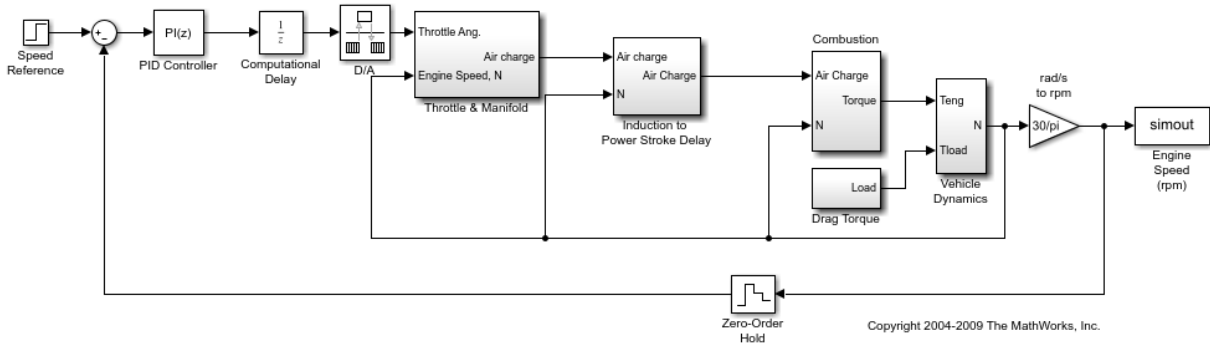 Speed
Reference
+
−
PI(z)
PID Controller
1
z
Computational
Delay
D/A
Throttle Ang.
Air charge
Engine Speed, N
Throttle & Manifold
Air charge
Air Charge
N
Induction to
Power Stroke Delay
Combustion
Air Charge
Torque
N
Load
Drag Torque
Teng
N
Tload
Vehicle
Dynamics
rad/s
to rpm
30/pi
simout
Engine
Speed
(rpm)
Zero-Order
Hold
Copyright 2004-2009 The MathWorks, Inc.